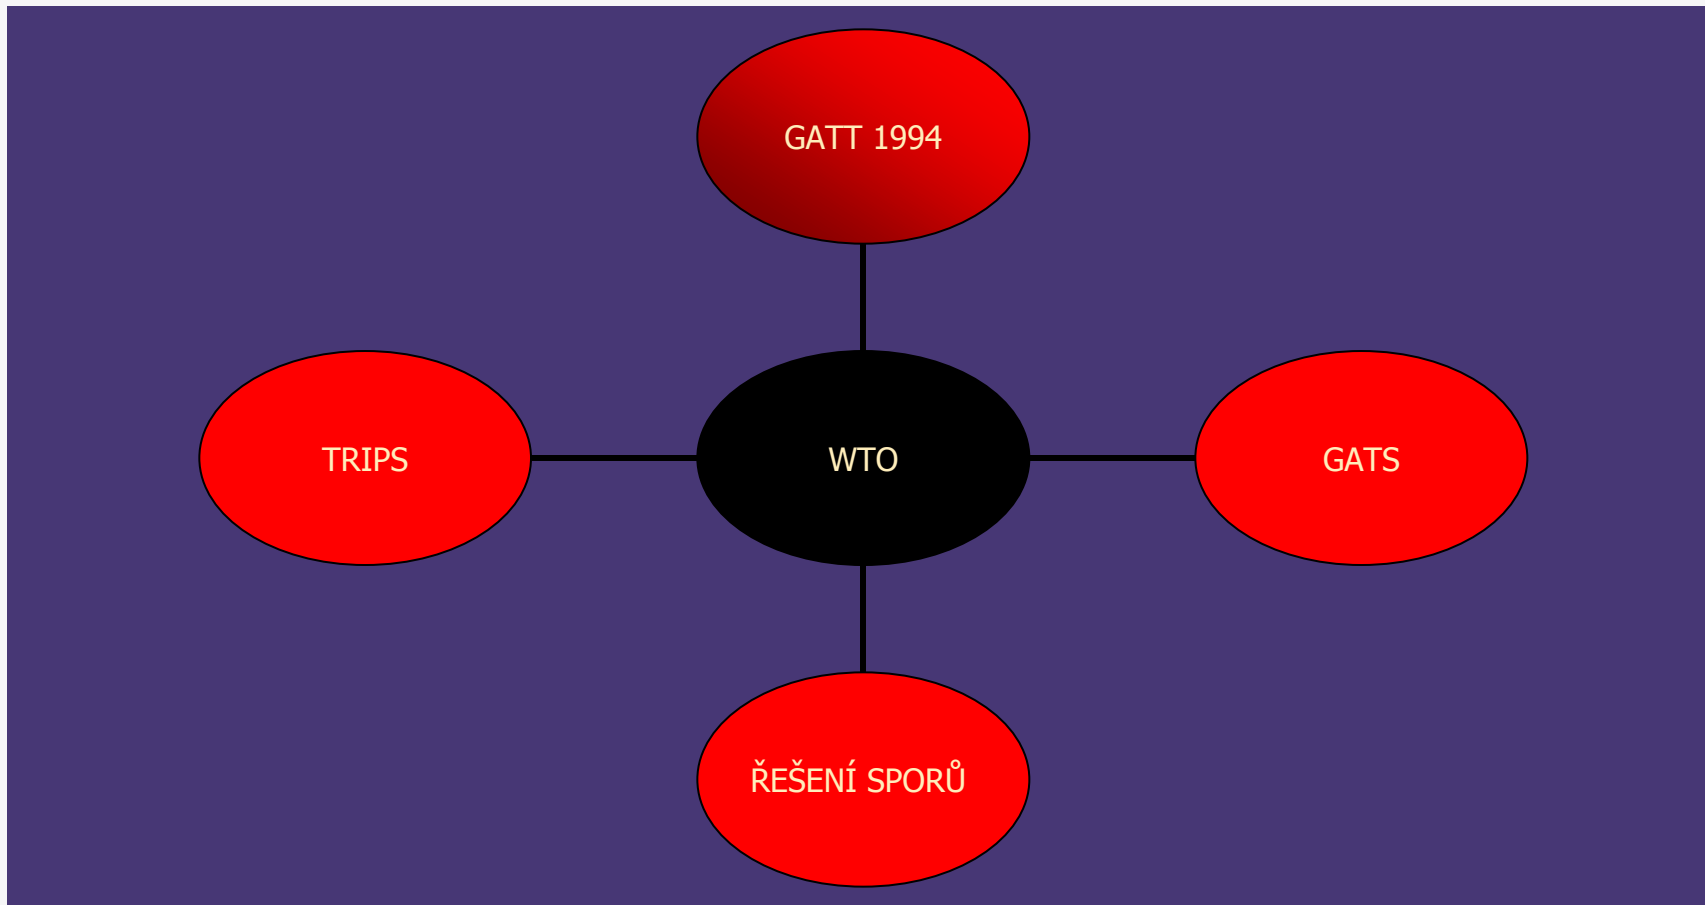 GATT 1994
TRIPS
WTO
GATS
ŘEŠENÍ SPORŮ